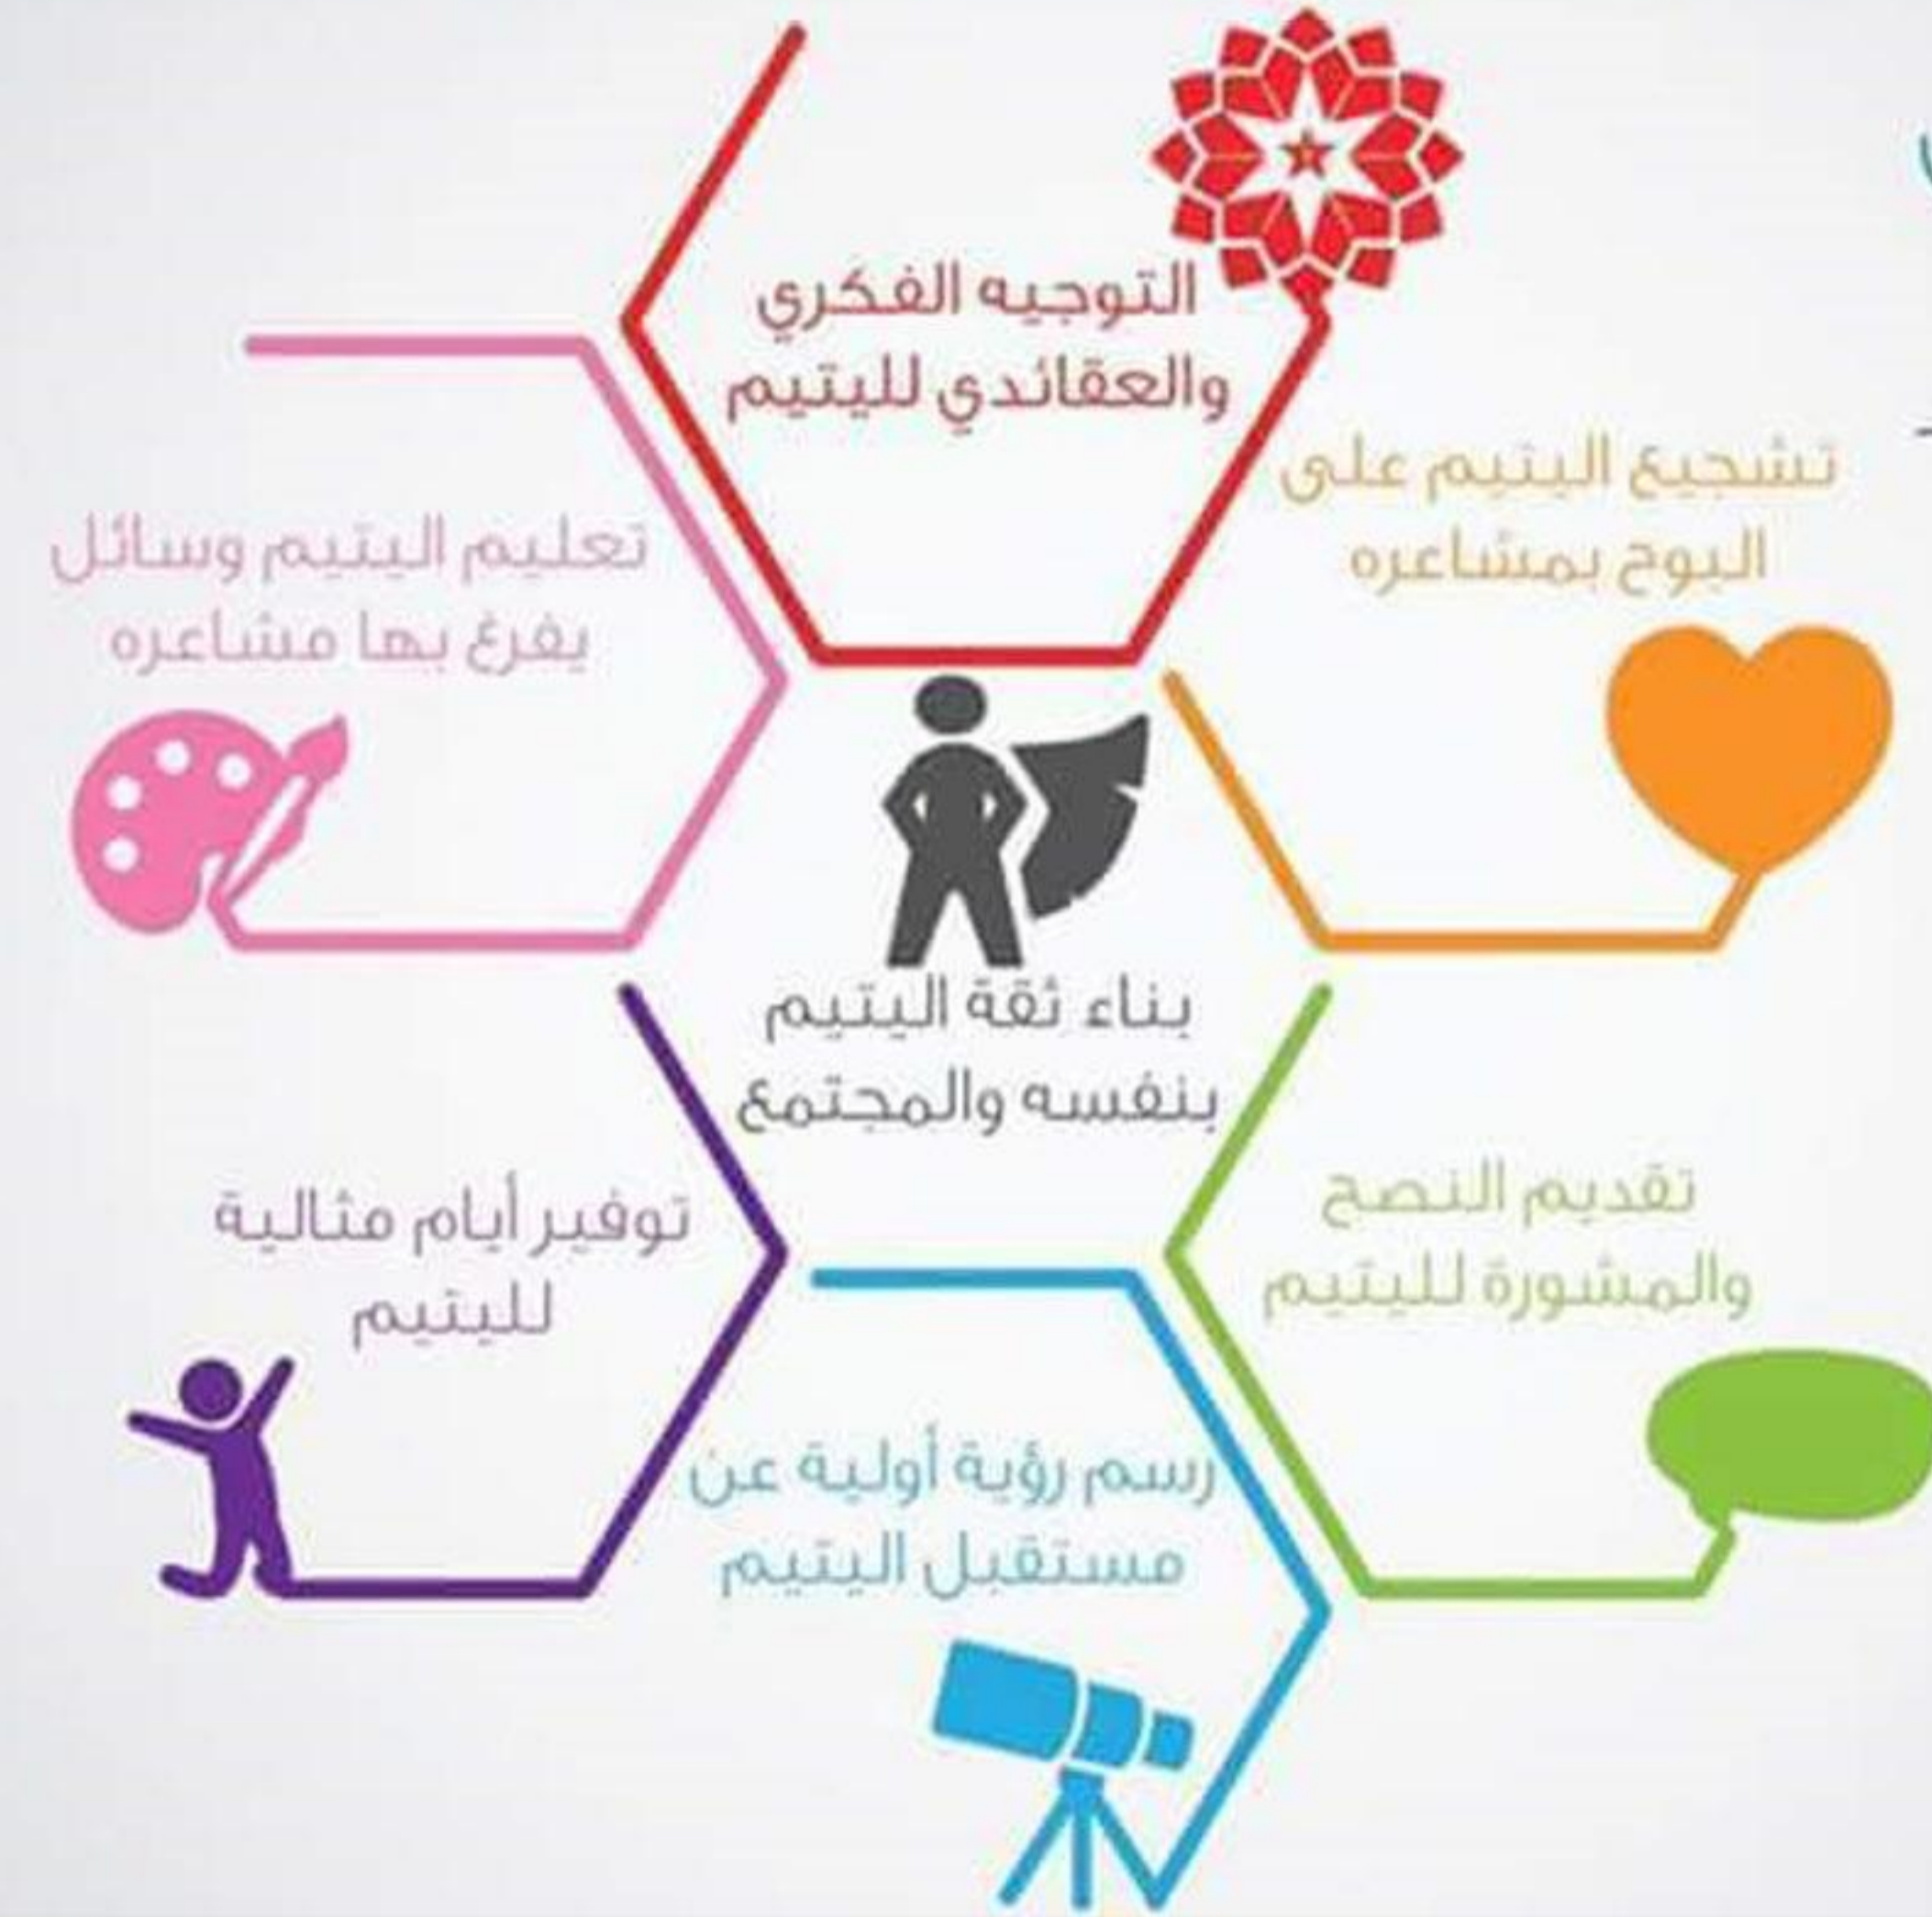 التوجيه الفكري
والعقائدي لليتيم
تشجيع اليتيم على
البوح بمشاعره
تعليم اليتيم وسائل
يفرغ بها مشاعره
بناء ثقة اليتيم
بنفسه والمجتمع
تقديم النصح
والمشورة لليتيم
توفير أيام مثالية
لليتيم
رسم رؤية أولية عن
مستقبل اليتيم